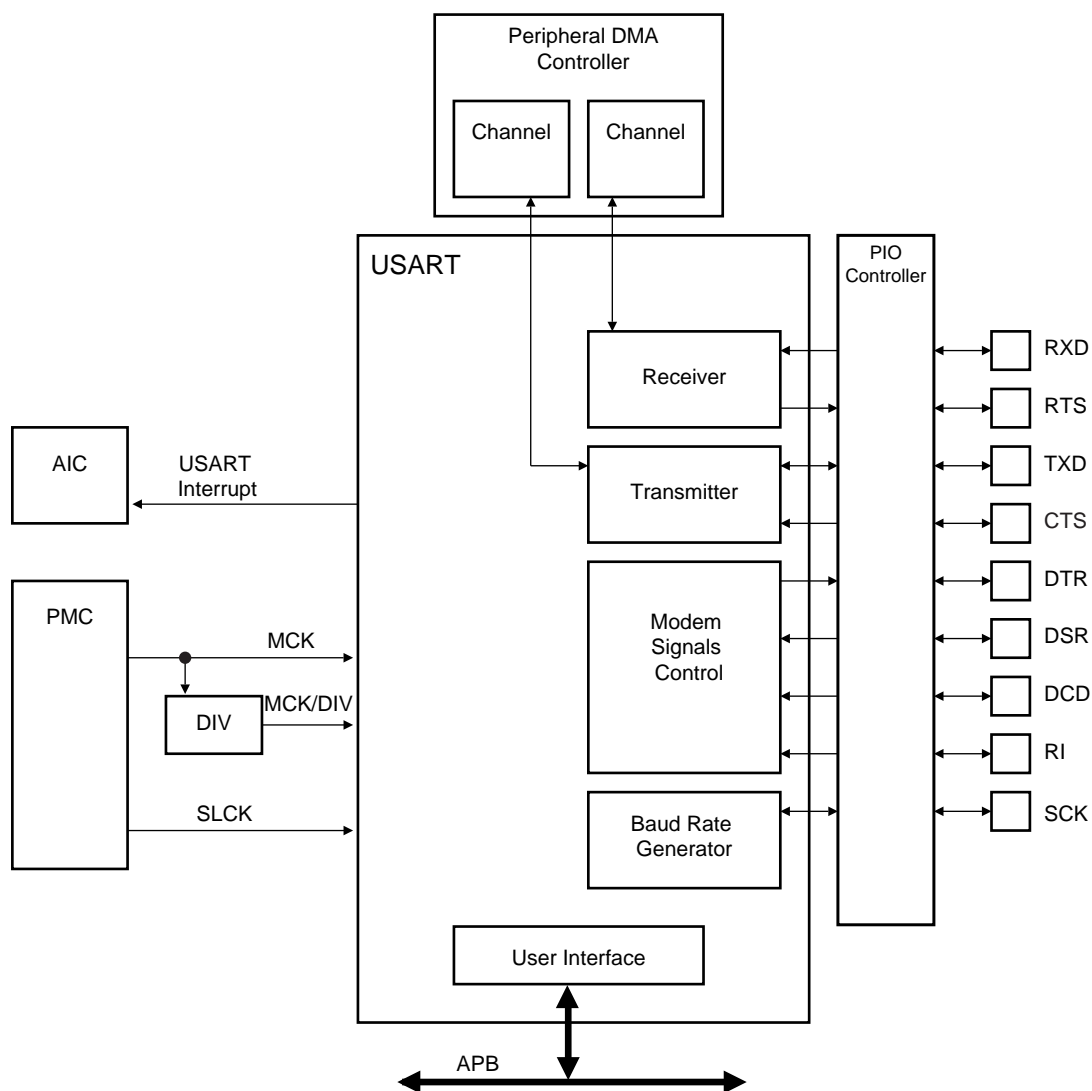 Peripheral DMA
Controller
Channel
Channel
USART
PIO
Controller
Receiver
RXD
RTS
AIC
USART
Interrupt
Transmitter
TXD
CTS
PMC
MCK
DIV
MCK/DIV
SLCK
Modem
Signals
Control
DTR
DSR
DCD
RI
Baud Rate
Generator
SCK
User Interface
APB